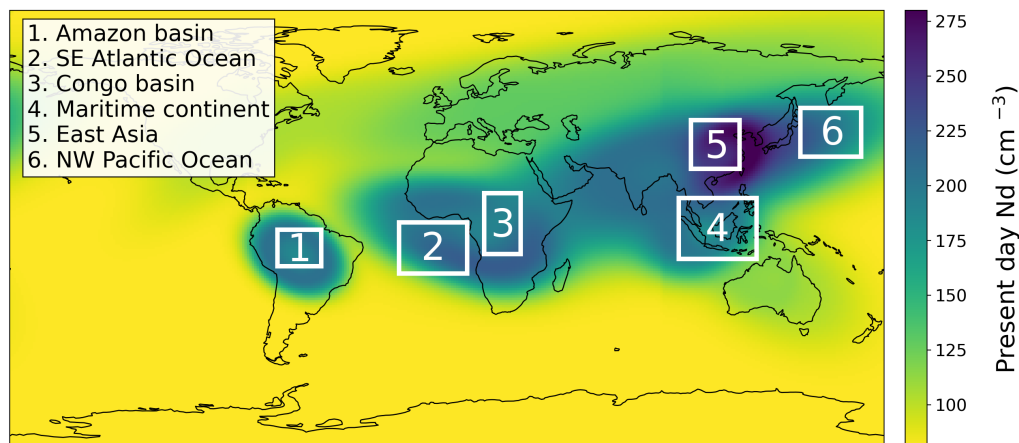 1. Amazon basin
2. SE Atlantic Ocean
3. Congo basin
4. Maritime continent
5. East Asia
6. NW Pacific Ocean
1
2
3
4
5
6
275
250
225
200
175
150
125
100
Present day Nd (cm⁻³)